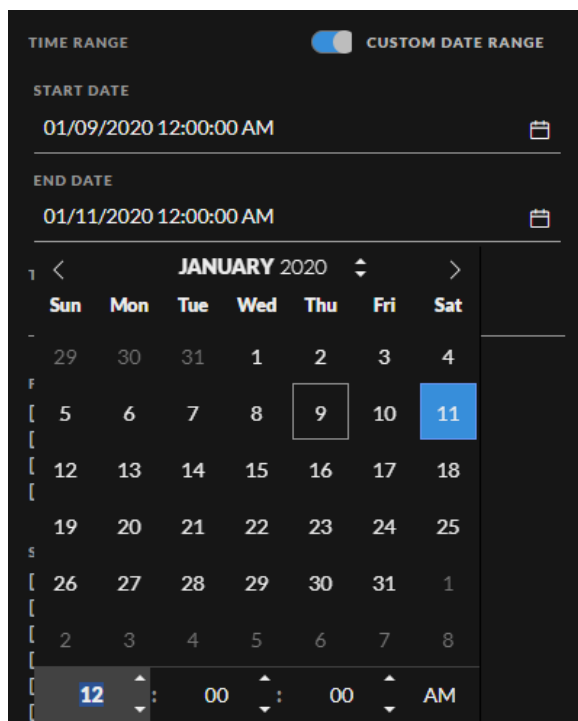 TIME RANGE CUSTOM DATE RANGE
START DATE
01/09/2020 12:00:00 AM
END DATE
01/11/2020 12:00:00 AM
JANUARY 2020
Sun Mon Tue Wed Thu Fri Sat
29 30 31 1 2 3 4
5 6 7 8 9 10 11
12 13 14 15 16 17 18
19 20 21 22 23 24 25
26 27 28 29 30 31 1
2 3 4 5 6 7 8
12 : 00 : 00 AM